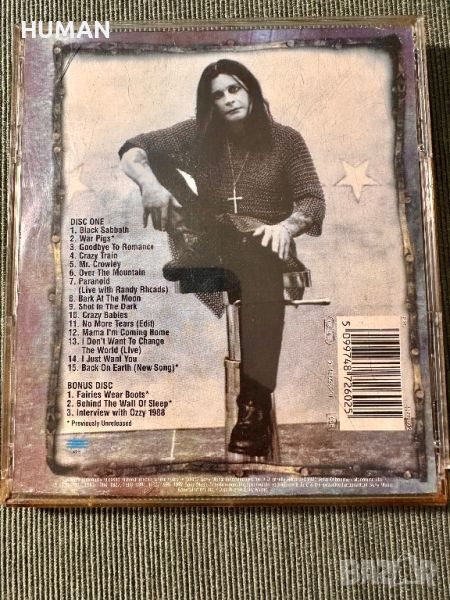 HUMAN
DISC ONE
1. Black Sabbath
2. War Pigs*
3. Goodbye To Romance
4. Crazy Train
5. Mr. Crowley
6. Over The Mountain
7. Paranoid
(Live with Randy Rhoads)
8. Bark At The Moon
9. Shot In The Dark
10. Crazy Babies
11. No More Tears (Edit)
12. Mama I'm Coming Home
13. I Don't Want To Change
The World (Live)
14. I Just Want You
15. Back On Earth (New Song)*
BONUS DISC
1. Fairies Wear Boots*
2. Behind The Wall Of Sleep*
3. Interview with Ozzy 1988
* Previously Unreleased
5 099748 726025
BAZAR